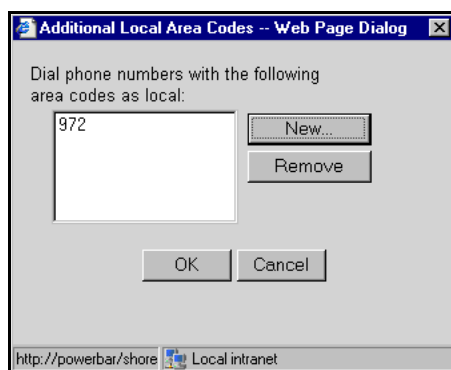 Additional Local Area Codes -- Web Page Dialog
Dial phone numbers with the following
area codes as local:
972
New...
Remove
OK
Cancel
http://powerbar/shore
Local intranet